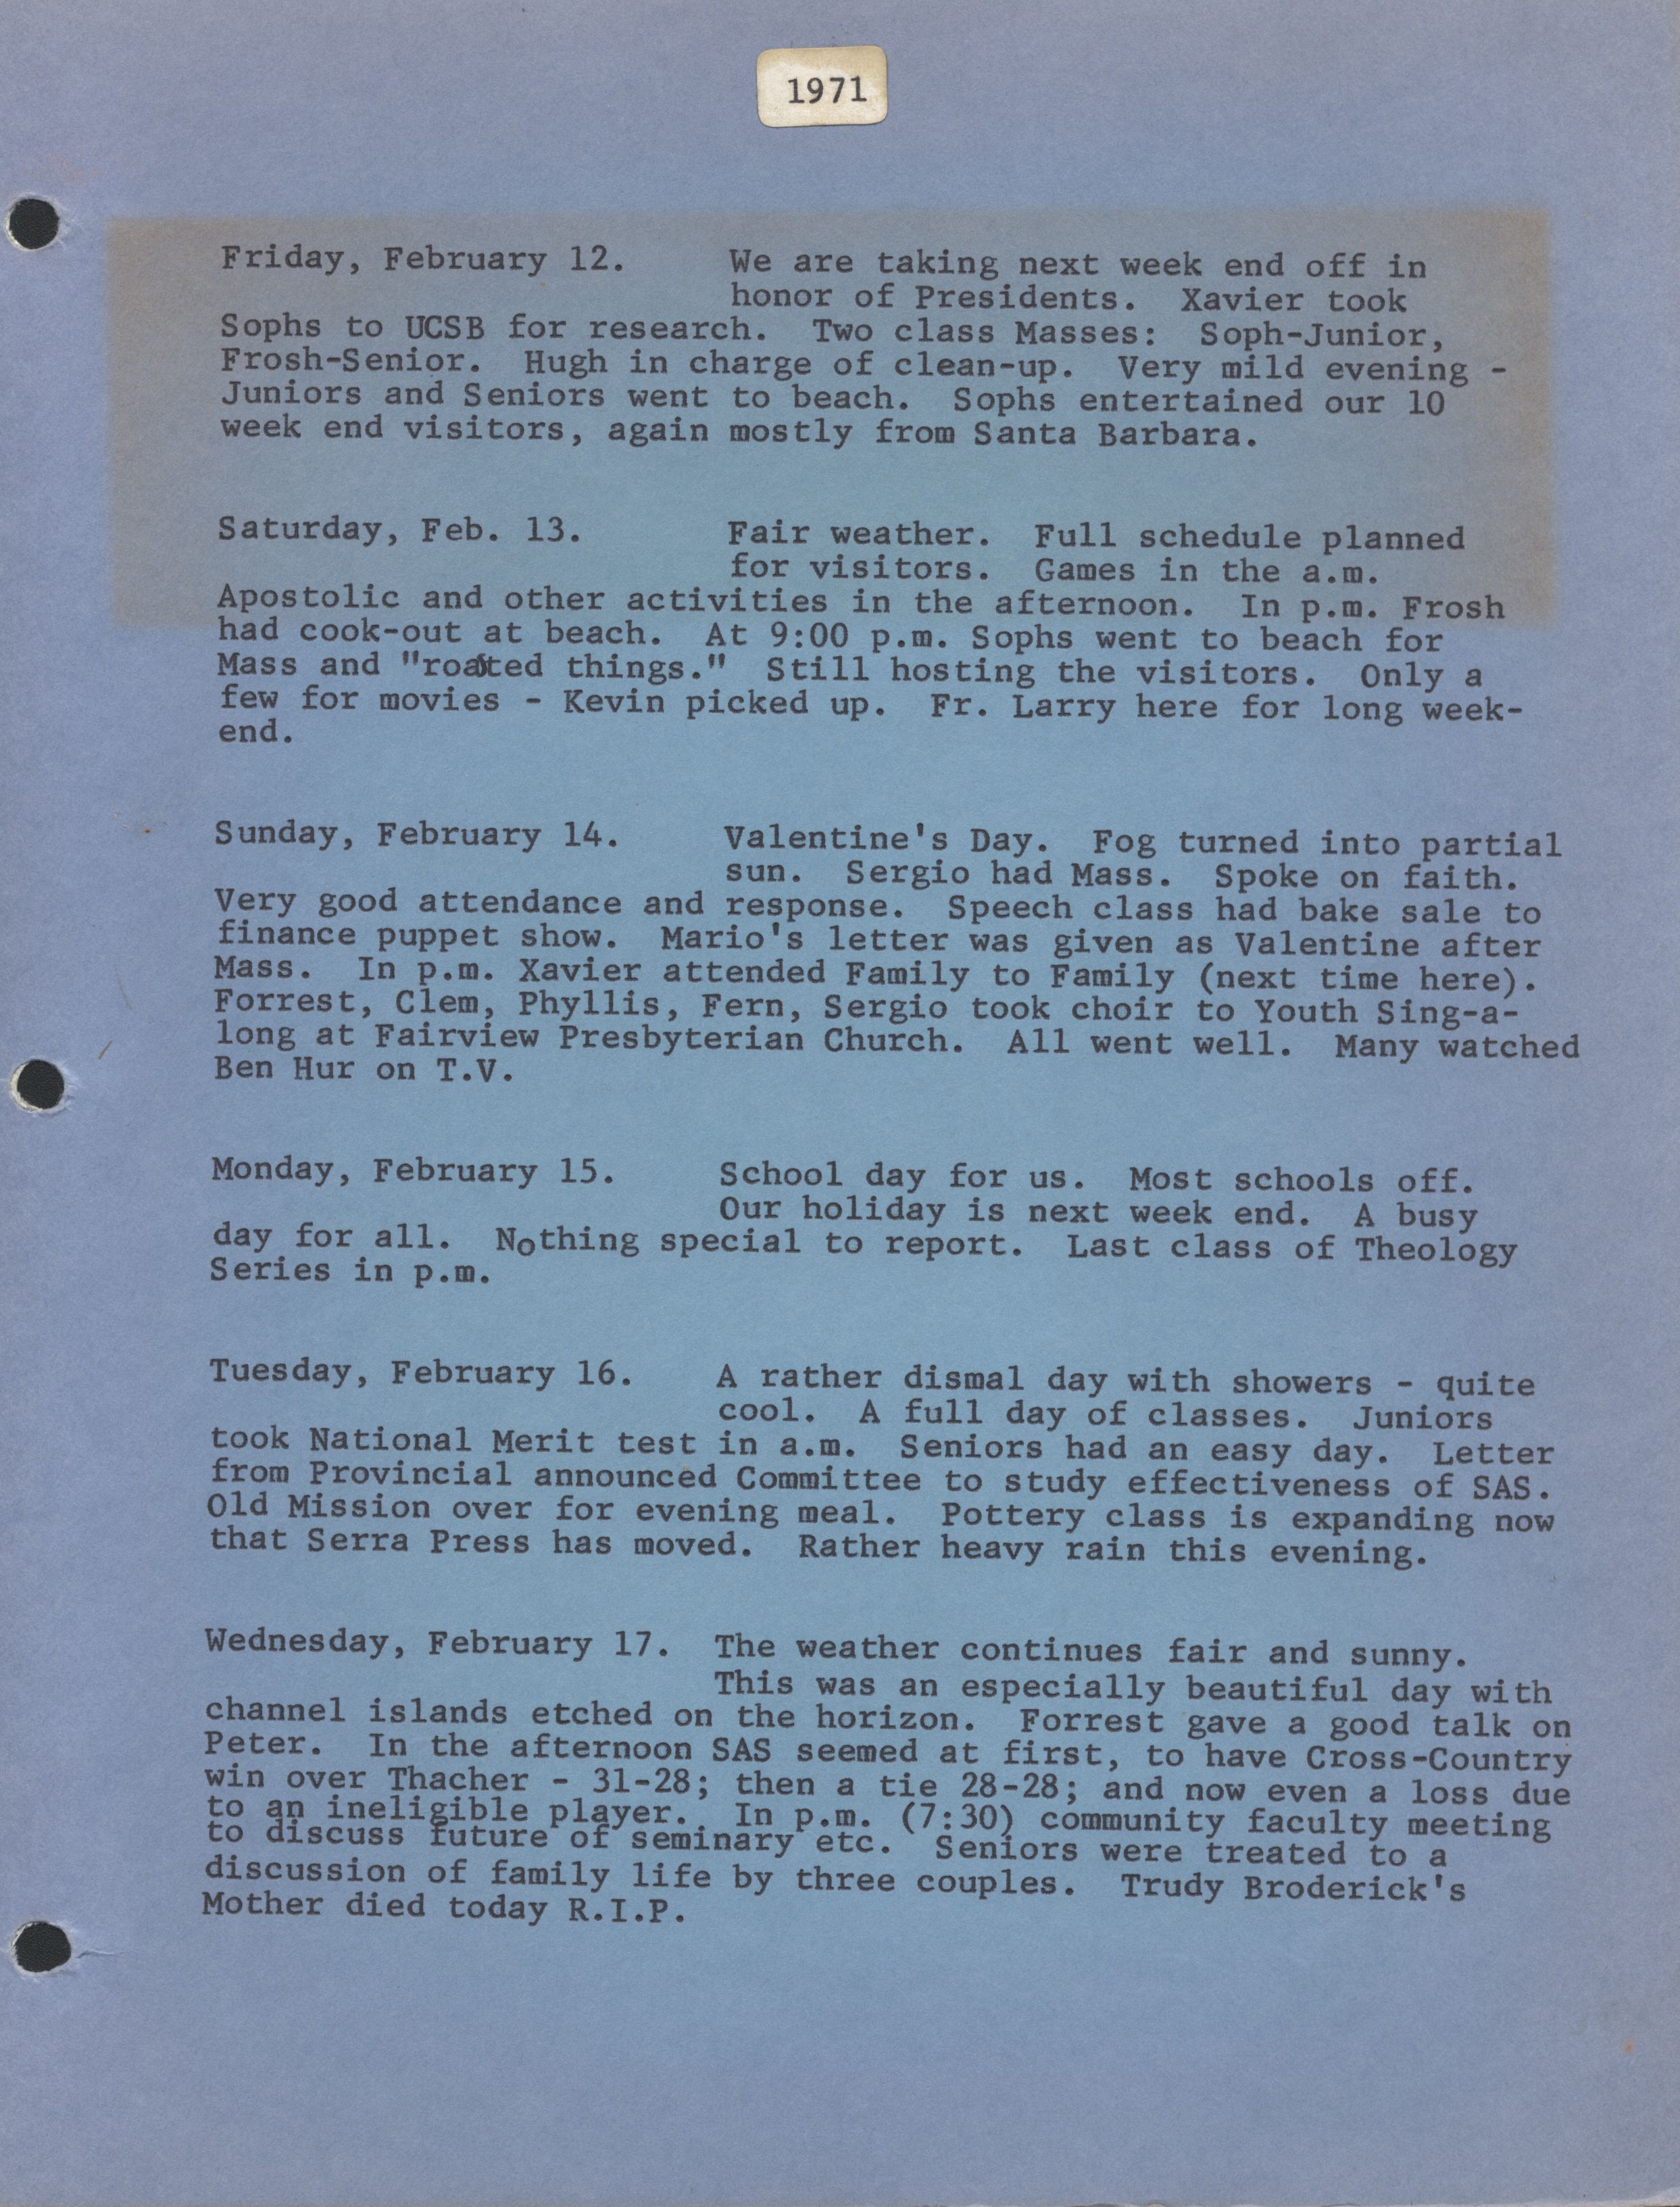 1971
Friday, February 12. We are taking next week end off in
honor of Presidents. Xavier took
Sophs to UCSB for research. Two class Masses: Soph-Junior,
Frosh-Senior. Hugh in charge of clean-up. Very mild evening -
Juniors and Seniors went to beach. Sophs entertained our 10
week end visitors, again mostly from Santa Barbara.
Saturday, Feb. 13. Fair weather. Full schedule planned
for visitors. Games in the a.m.
Apostolic and other activities in the afternoon. In p.m. Frosh
had cook-out at beach. At 9:00 p.m. Sophs went to beach for
Mass and "roasted things." Still hosting the visitors. Only a
few for movies - Kevin picked up. Fr. Larry here for long week-
end.
Sunday, February 14. Valentine's Day. Fog turned into partial
sun. Sergio had Mass. Spoke on faith.
Very good attendance and response. Speech class had bake sale to
finance puppet show. Mario's letter was given as Valentine after
Mass. In p.m. Xavier attended Family to Family (next time here).
Forrest, Clem, Phyllis, Fern, Sergio took choir to Youth Sing-a-
long at Fairview Presbyterian Church. All went well. Many watched
Ben Hur on T.V.
Monday, February 15. School day for us. Most schools off.
Our holiday is next week end. A busy
day for all. Nothing special to report. Last class of Theology
Series in p.m.
Tuesday, February 16. A rather dismal day with showers - quite
cool. A full day of classes. Juniors
took National Merit test in a.m. Seniors had an easy day. Letter
from Provincial announced Committee to study effectiveness of SAS.
Old Mission over for evening meal. Pottery class is expanding now
that Serra Press has moved. Rather heavy rain this evening.
Wednesday, February 17. The weather continues fair and sunny.
This was an especially beautiful day with
channel islands etched on the horizon. Forrest gave a good talk on
Peter. In the afternoon SAS seemed at first, to have Cross-Country
win over Thacher - 31-28; then a tie 28-28; and now even a loss due
to an ineligible player. In p.m. (7:30) community faculty meeting
to discuss future of seminary etc. Seniors were treated to a
discussion of family life by three couples. Trudy Broderick's
Mother died today R.I.P.